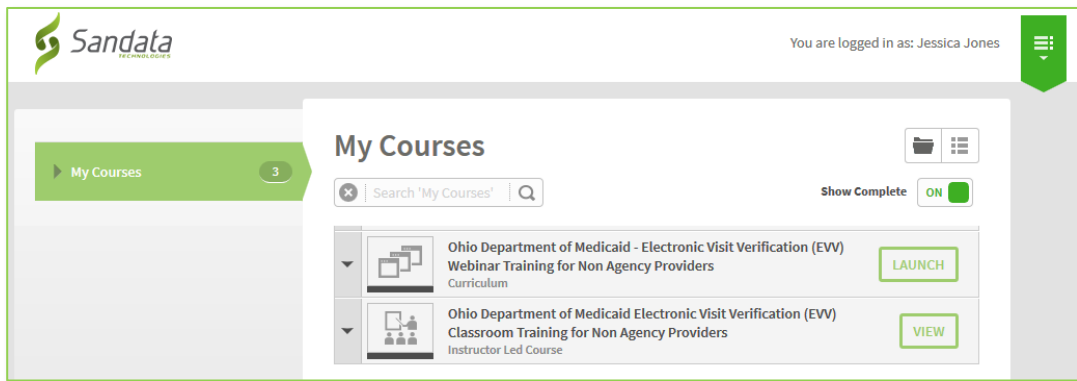 Sandata
TECHNOLOGIES
You are logged in as: Jessica Jones
My Courses
3
My Courses
Search 'My Courses'
Show Complete
ON
Ohio Department of Medicaid - Electronic Visit Verification (EVV)
Webinar Training for Non Agency Providers
Curriculum
LAUNCH
Ohio Department of Medicaid Electronic Visit Verification (EVV)
Classroom Training for Non Agency Providers
Instructor Led Course
VIEW